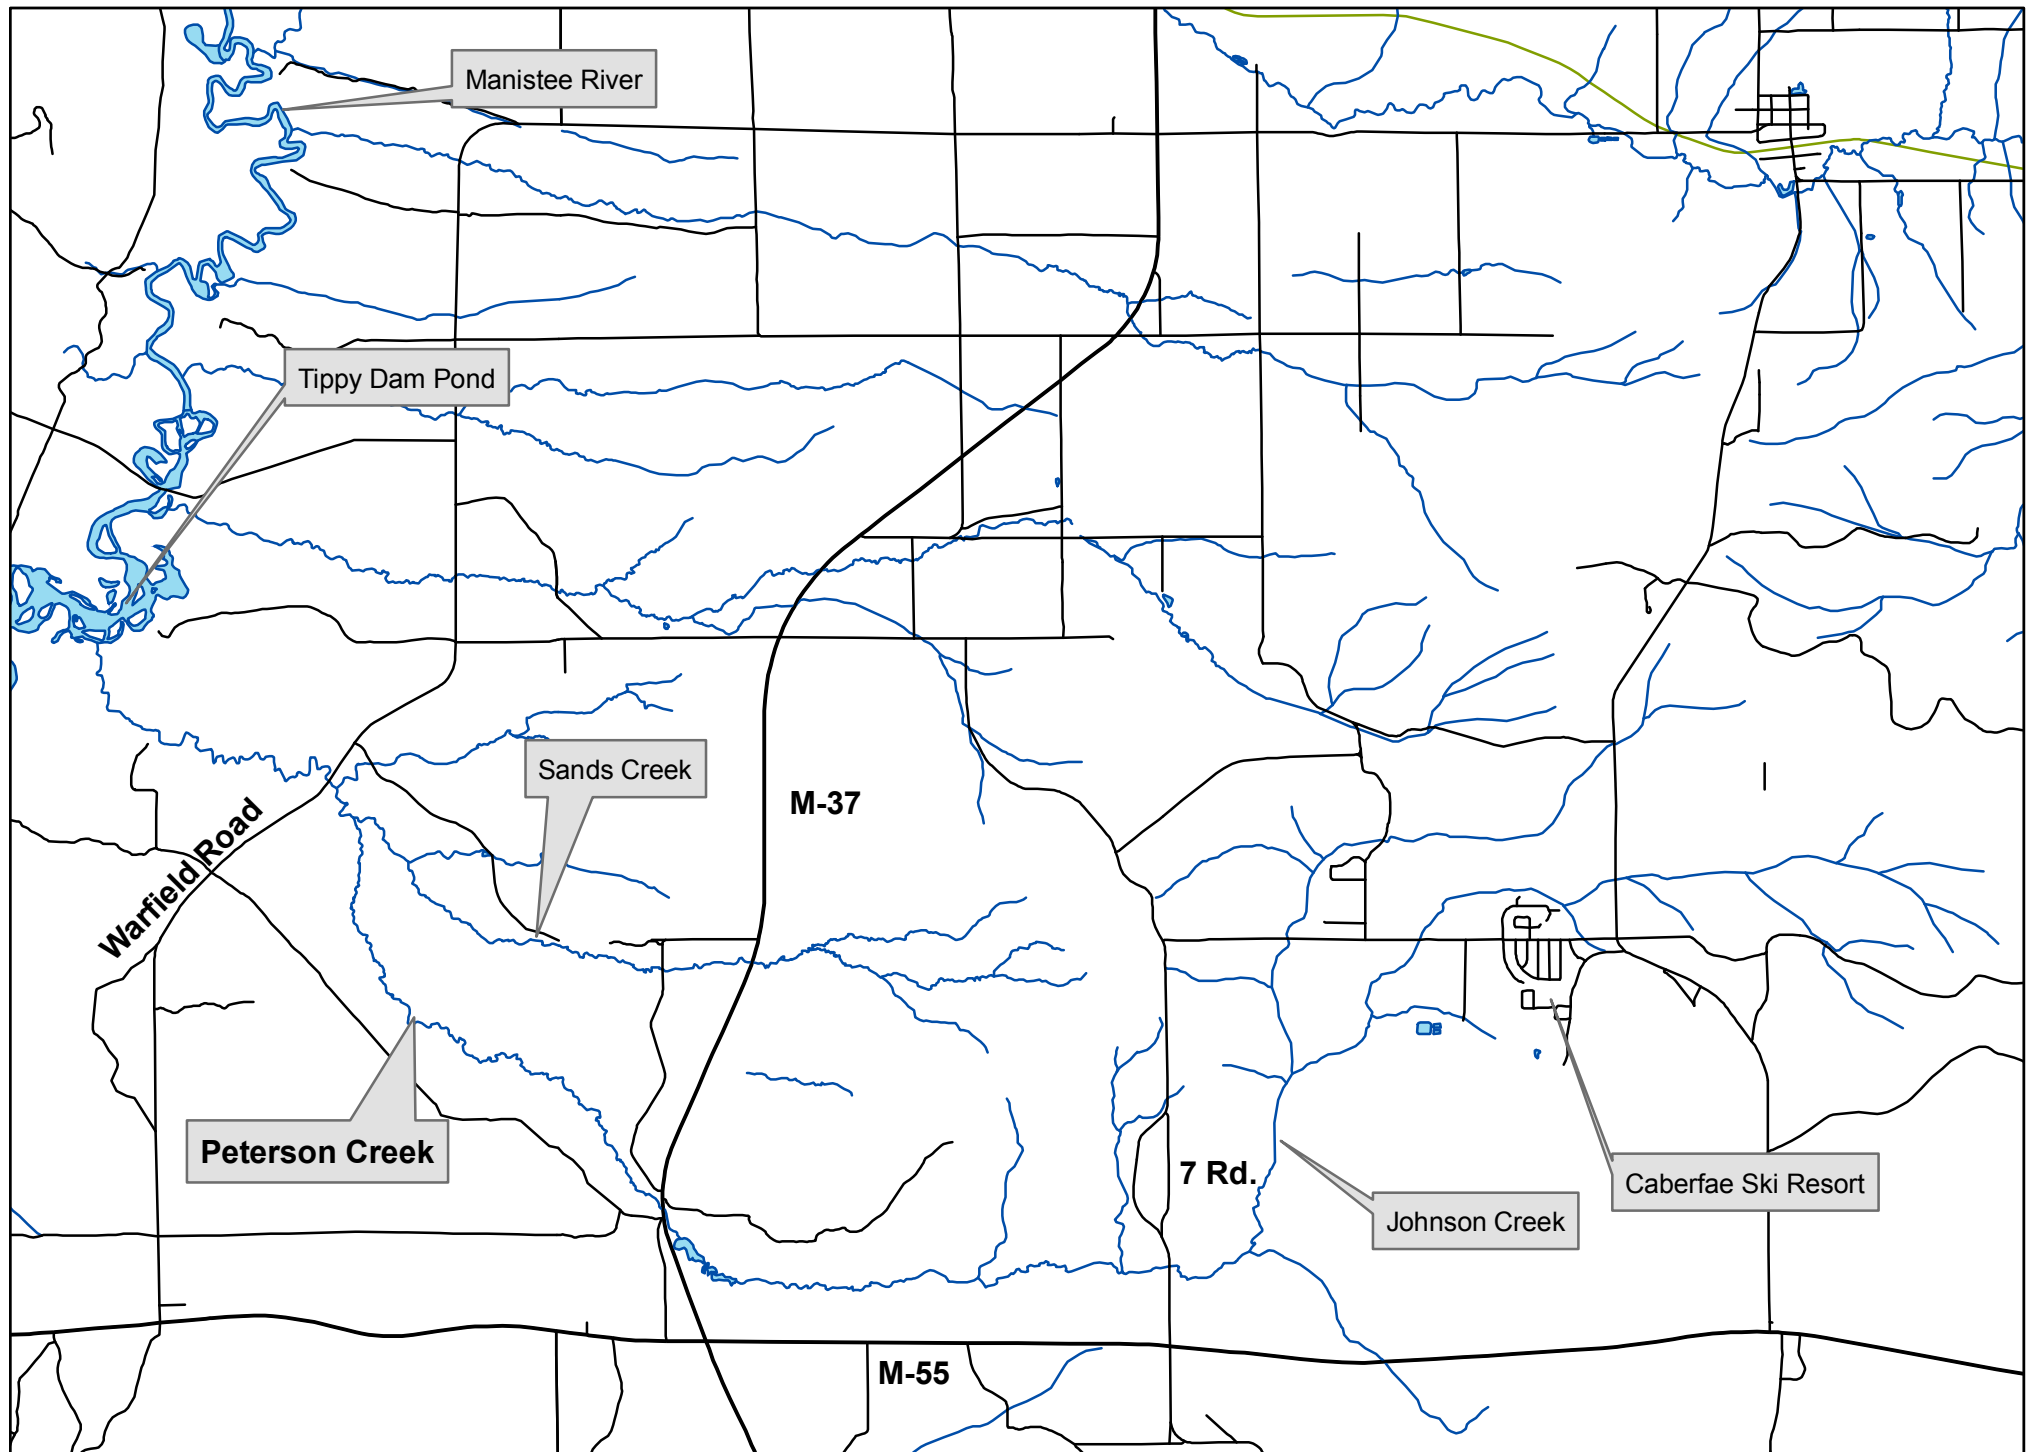 Manistee River
Tippy Dam Pond
Sands Creek
M-37
Warfield Road
Peterson Creek
7 Rd.
Caberfae Ski Resort
Johnson Creek
M-55